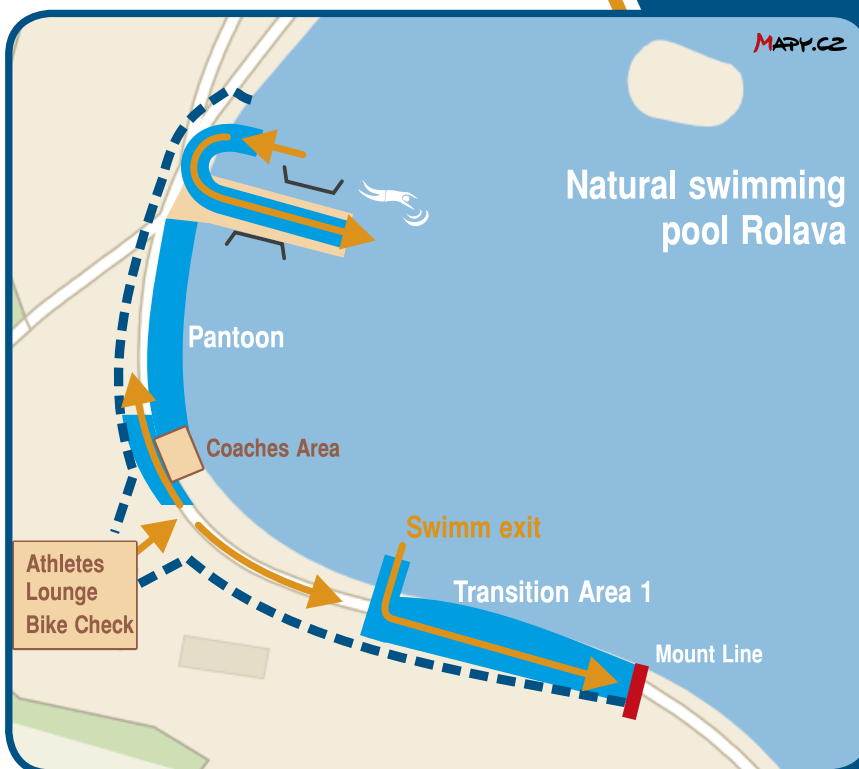 MAPY.CZ
Natural swimming
pool Rolava
Pantoon
Coaches Area
Swimm exit
Athletes
Lounge
Bike Check
Transition Area 1
Mount Line